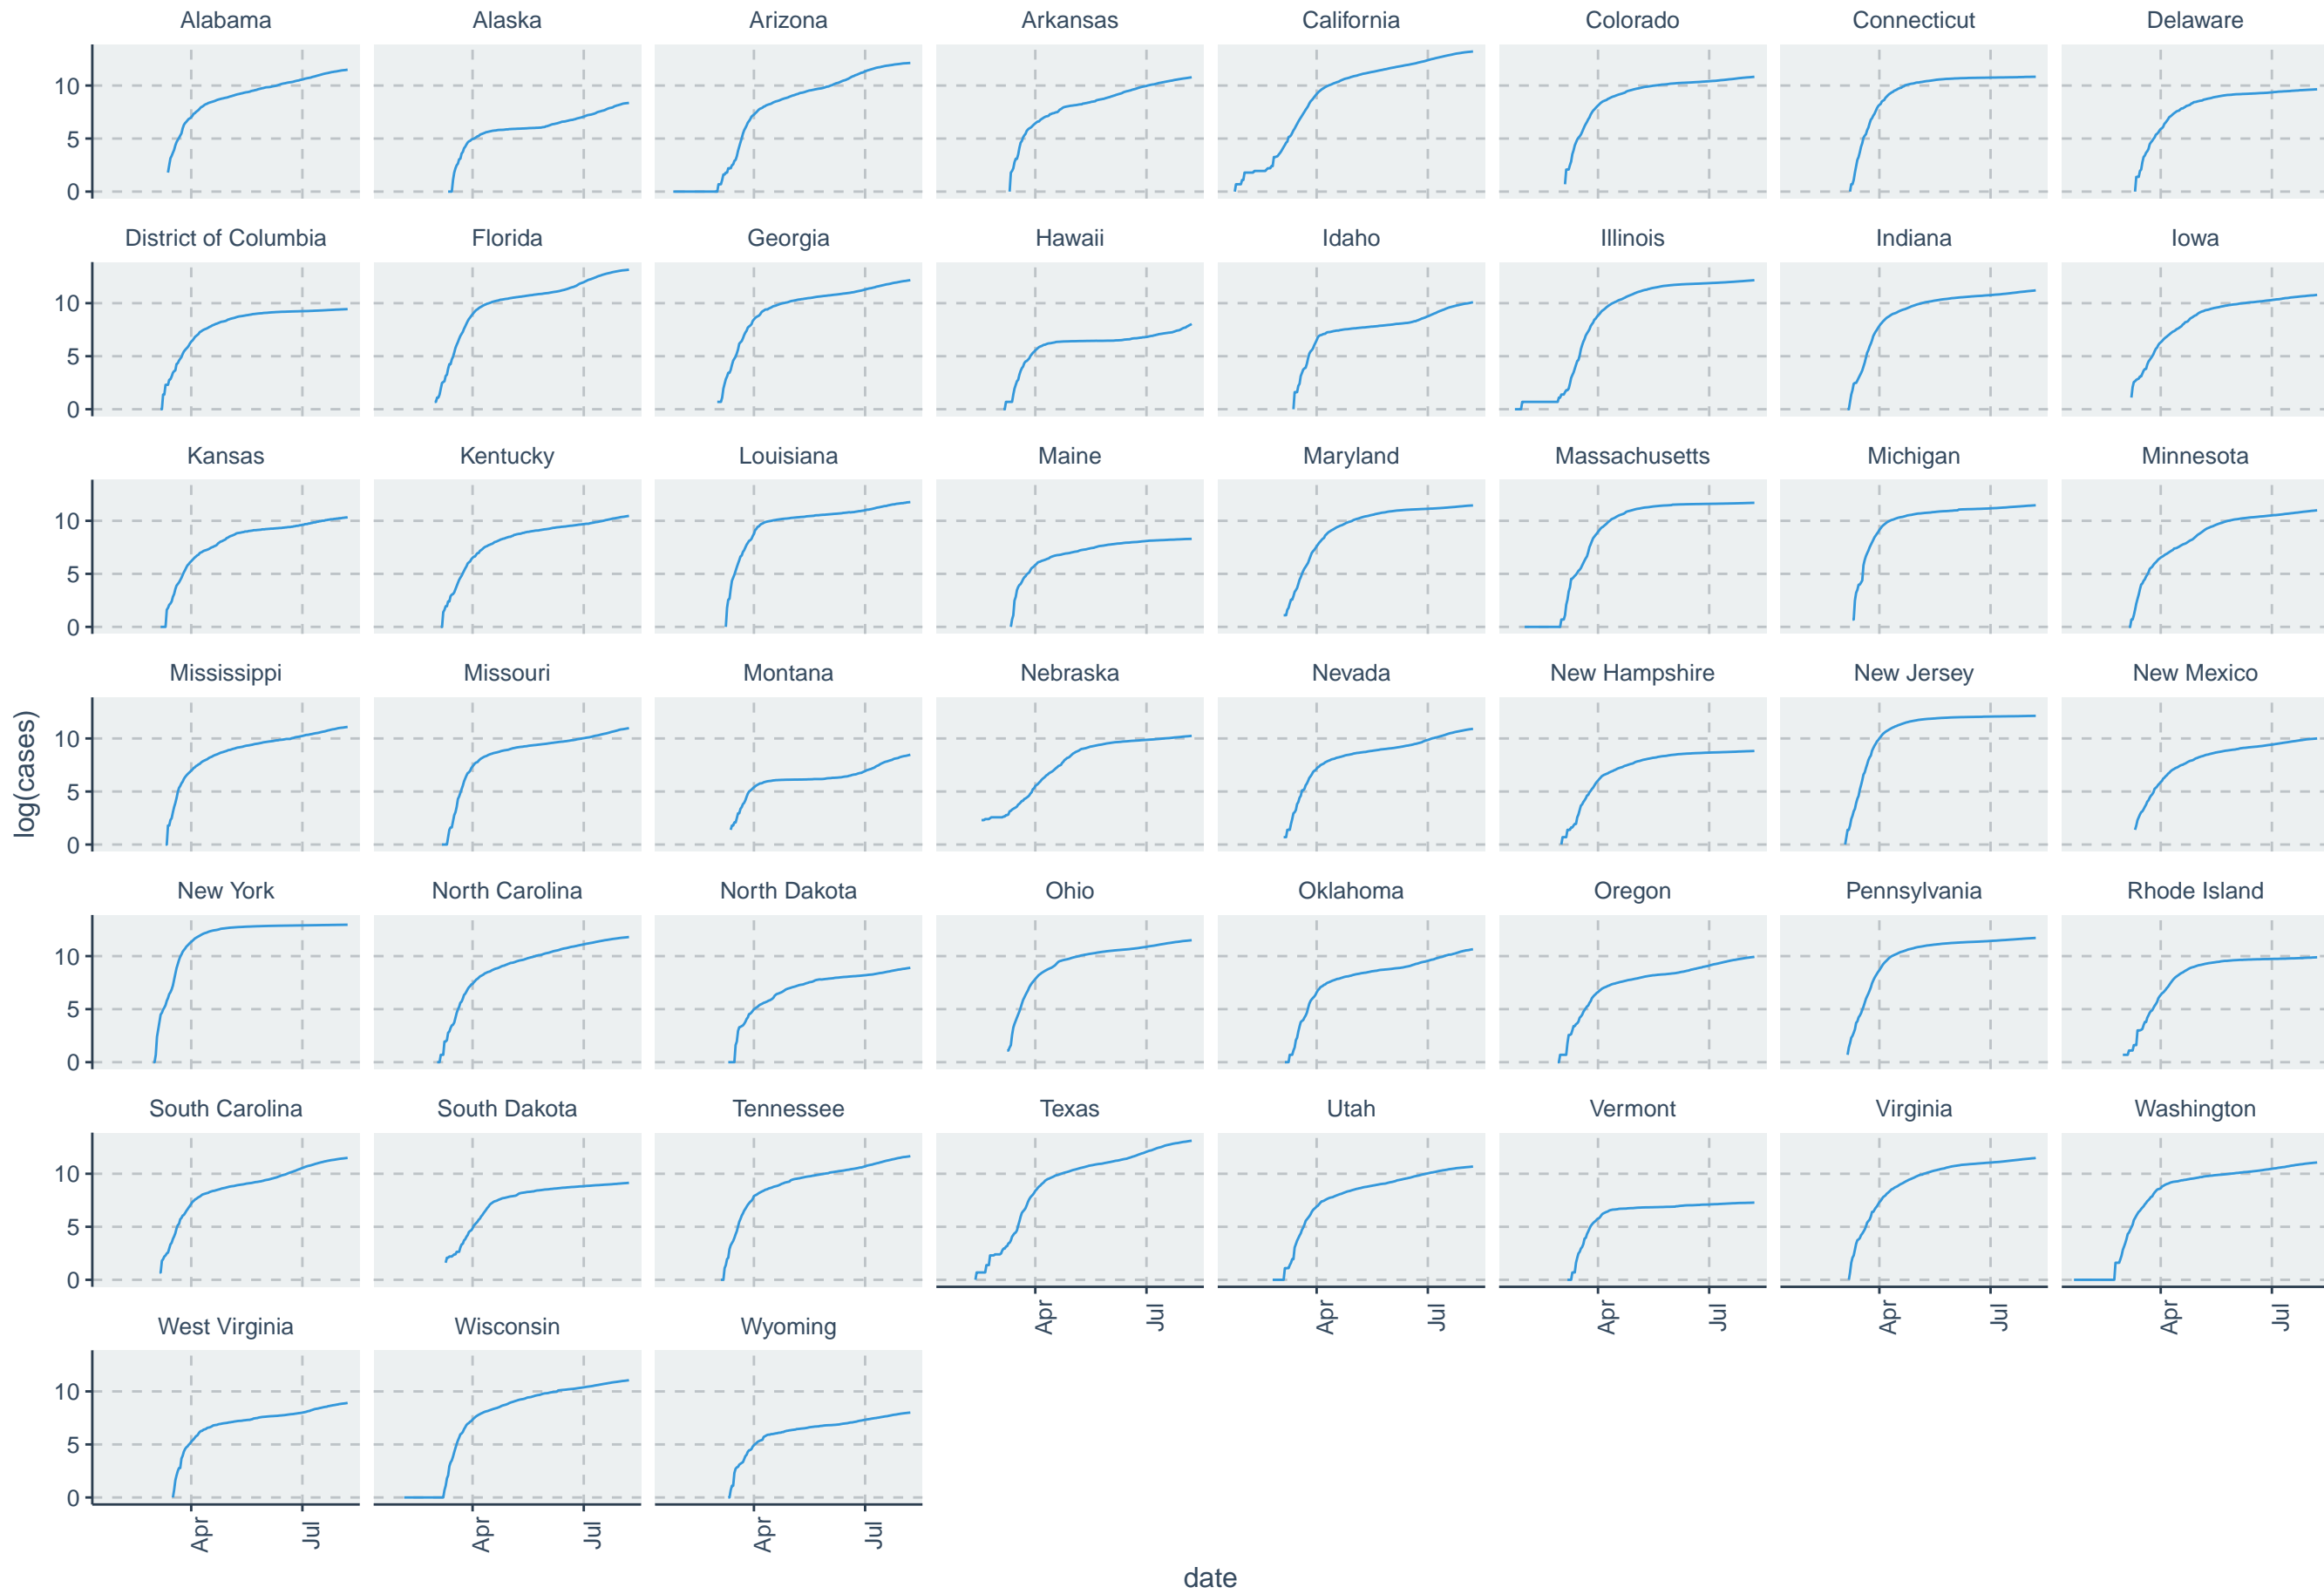 Alabama Alaska Arizona Arkansas California Colorado Connecticut Delaware
10
5
0
District of Columbia Florida Georgia Hawaii Idaho Illinois Indiana Iowa
10
5
0
Kansas Kentucky Louisiana Maine Maryland Massachusetts Michigan Minnesota
10
5
0
Mississippi Missouri Montana Nebraska Nevada New Hampshire New Jersey New Mexico
10
5
0
log(cases)
New York North Carolina North Dakota Ohio Oklahoma Oregon Pennsylvania Rhode Island
10
5
0
South Carolina South Dakota Tennessee Texas Utah Vermont Virginia Washington
10
5
0
Apr Jul Apr Jul Apr Jul Apr Jul Apr Jul
West Virginia Wisconsin Wyoming
10
5
0
Apr Jul Apr Jul Apr Jul
date